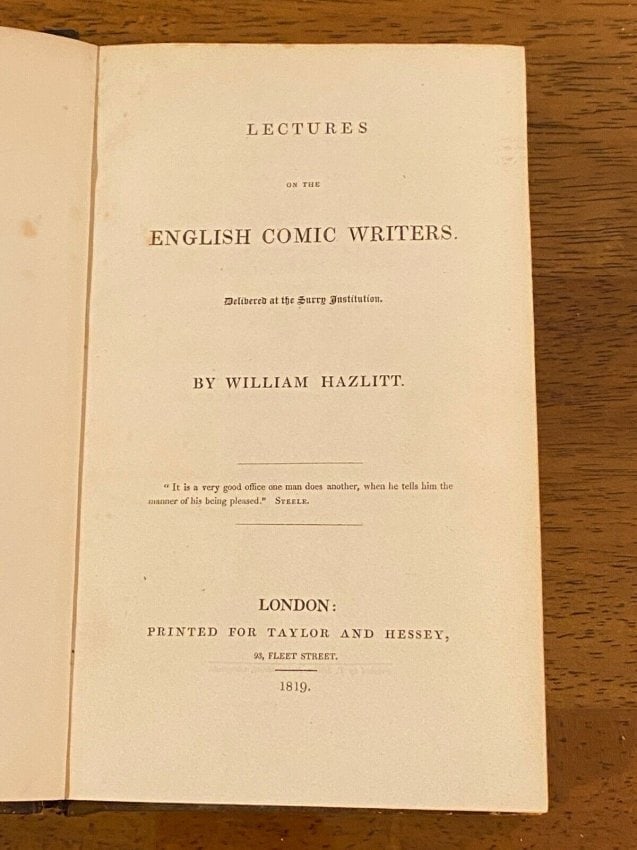 LECTURES
ON THE
ENGLISH COMIC WRITERS.
Delivered at the Surry Institution.
BY WILLIAM HAZLITT.
“ It is a very good office one man does another, when he tells him the
manner of his being pleased.” STEELE.
LONDON:
PRINTED FOR TAYLOR AND HESSEY,
93, FLEET STREET.
1819.